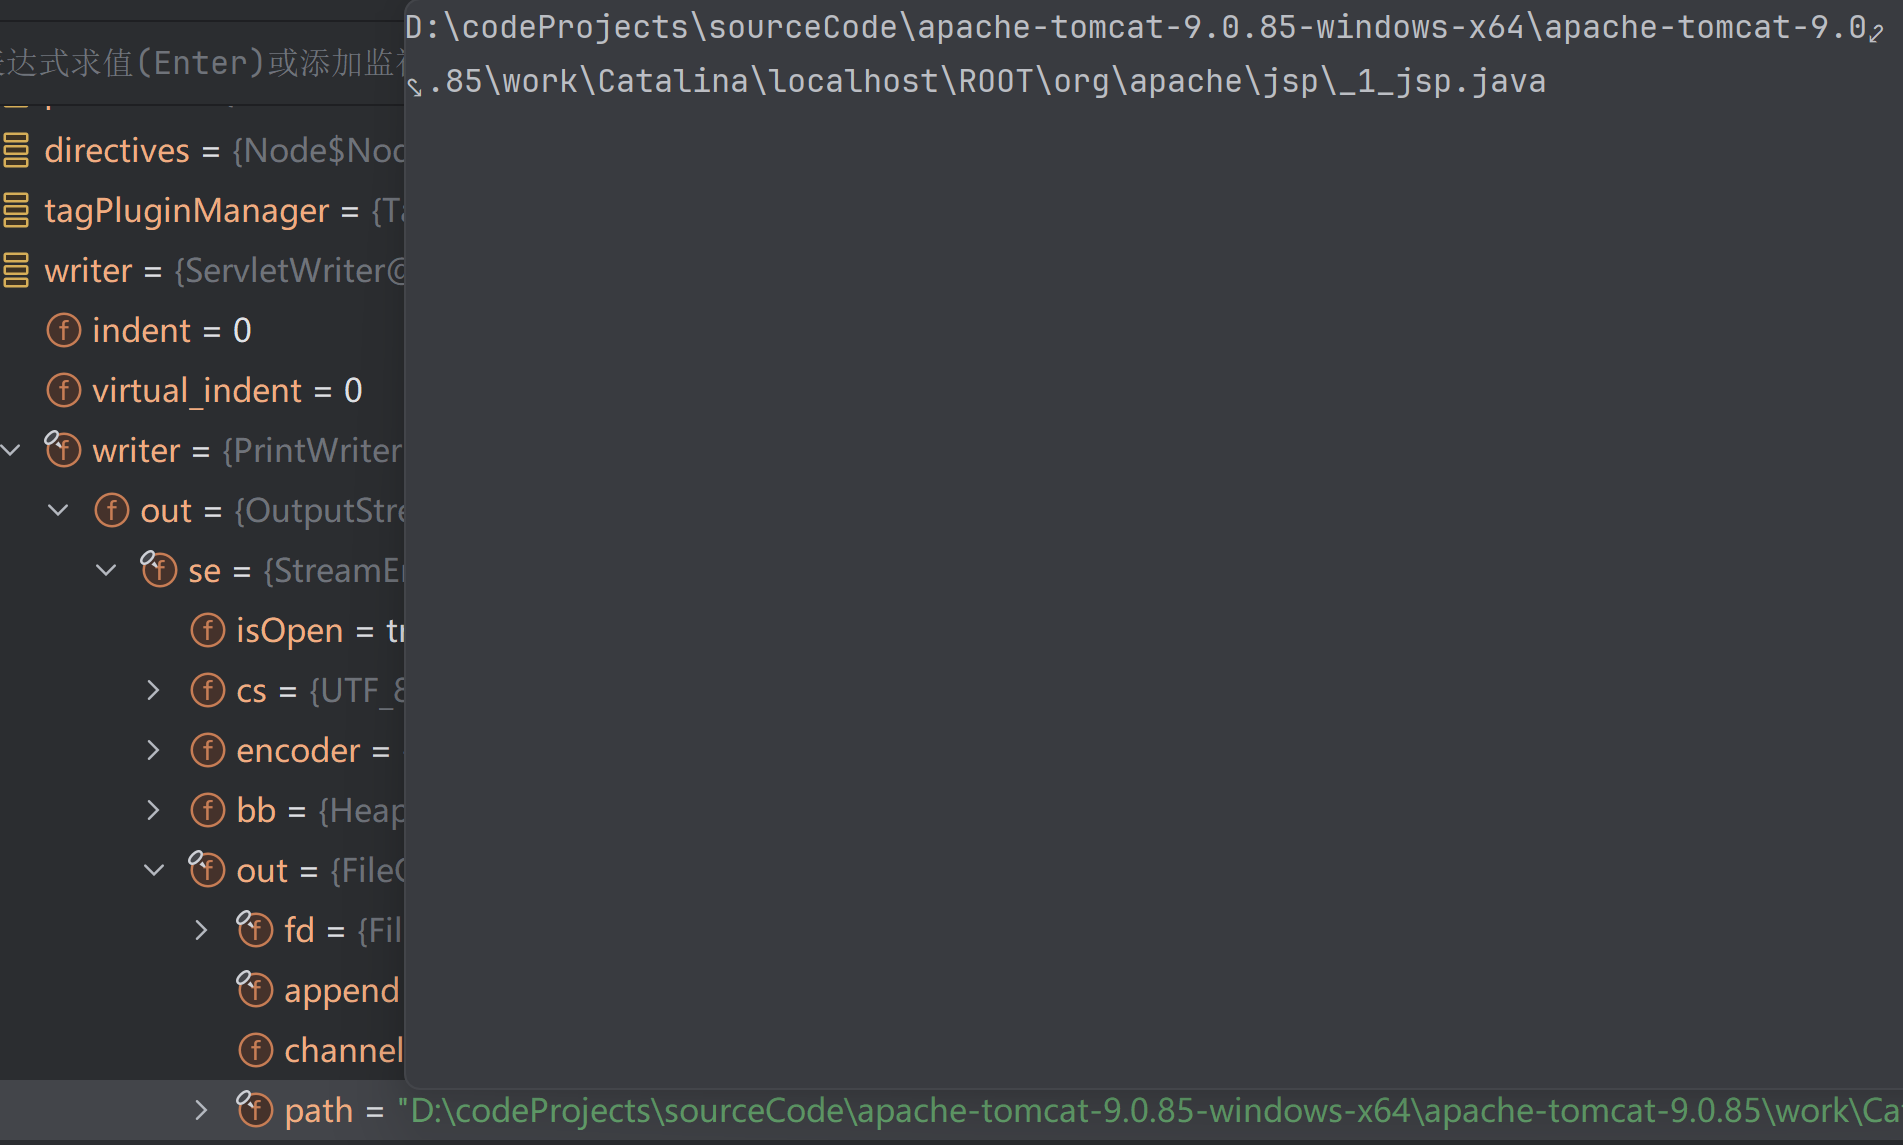 D:\codeProjects\sourceCode\apache-tomcat-9.0.85-windows-x64\apache-tomcat-9.0
.85\work\Catalina\localhost\ROOT\org\apache\jsp\_1_jsp.java
达式求值(Enter)或添加监
directives = {Node$Nod
tagPluginManager = {Ta
writer = {ServletWriter@
indent = 0
virtual_indent = 0
writer = {PrintWriter
out = {OutputStre
se = {StreamEn
isOpen = tr
cs = {UTF_8
encoder =
bb = {Heap
out = {FileO
fd = {Fil
append
channel
path = "D:\codeProjects\sourceCode\apache-tomcat-9.0.85-windows-x64\apache-tomcat-9.0.85\work\Ca